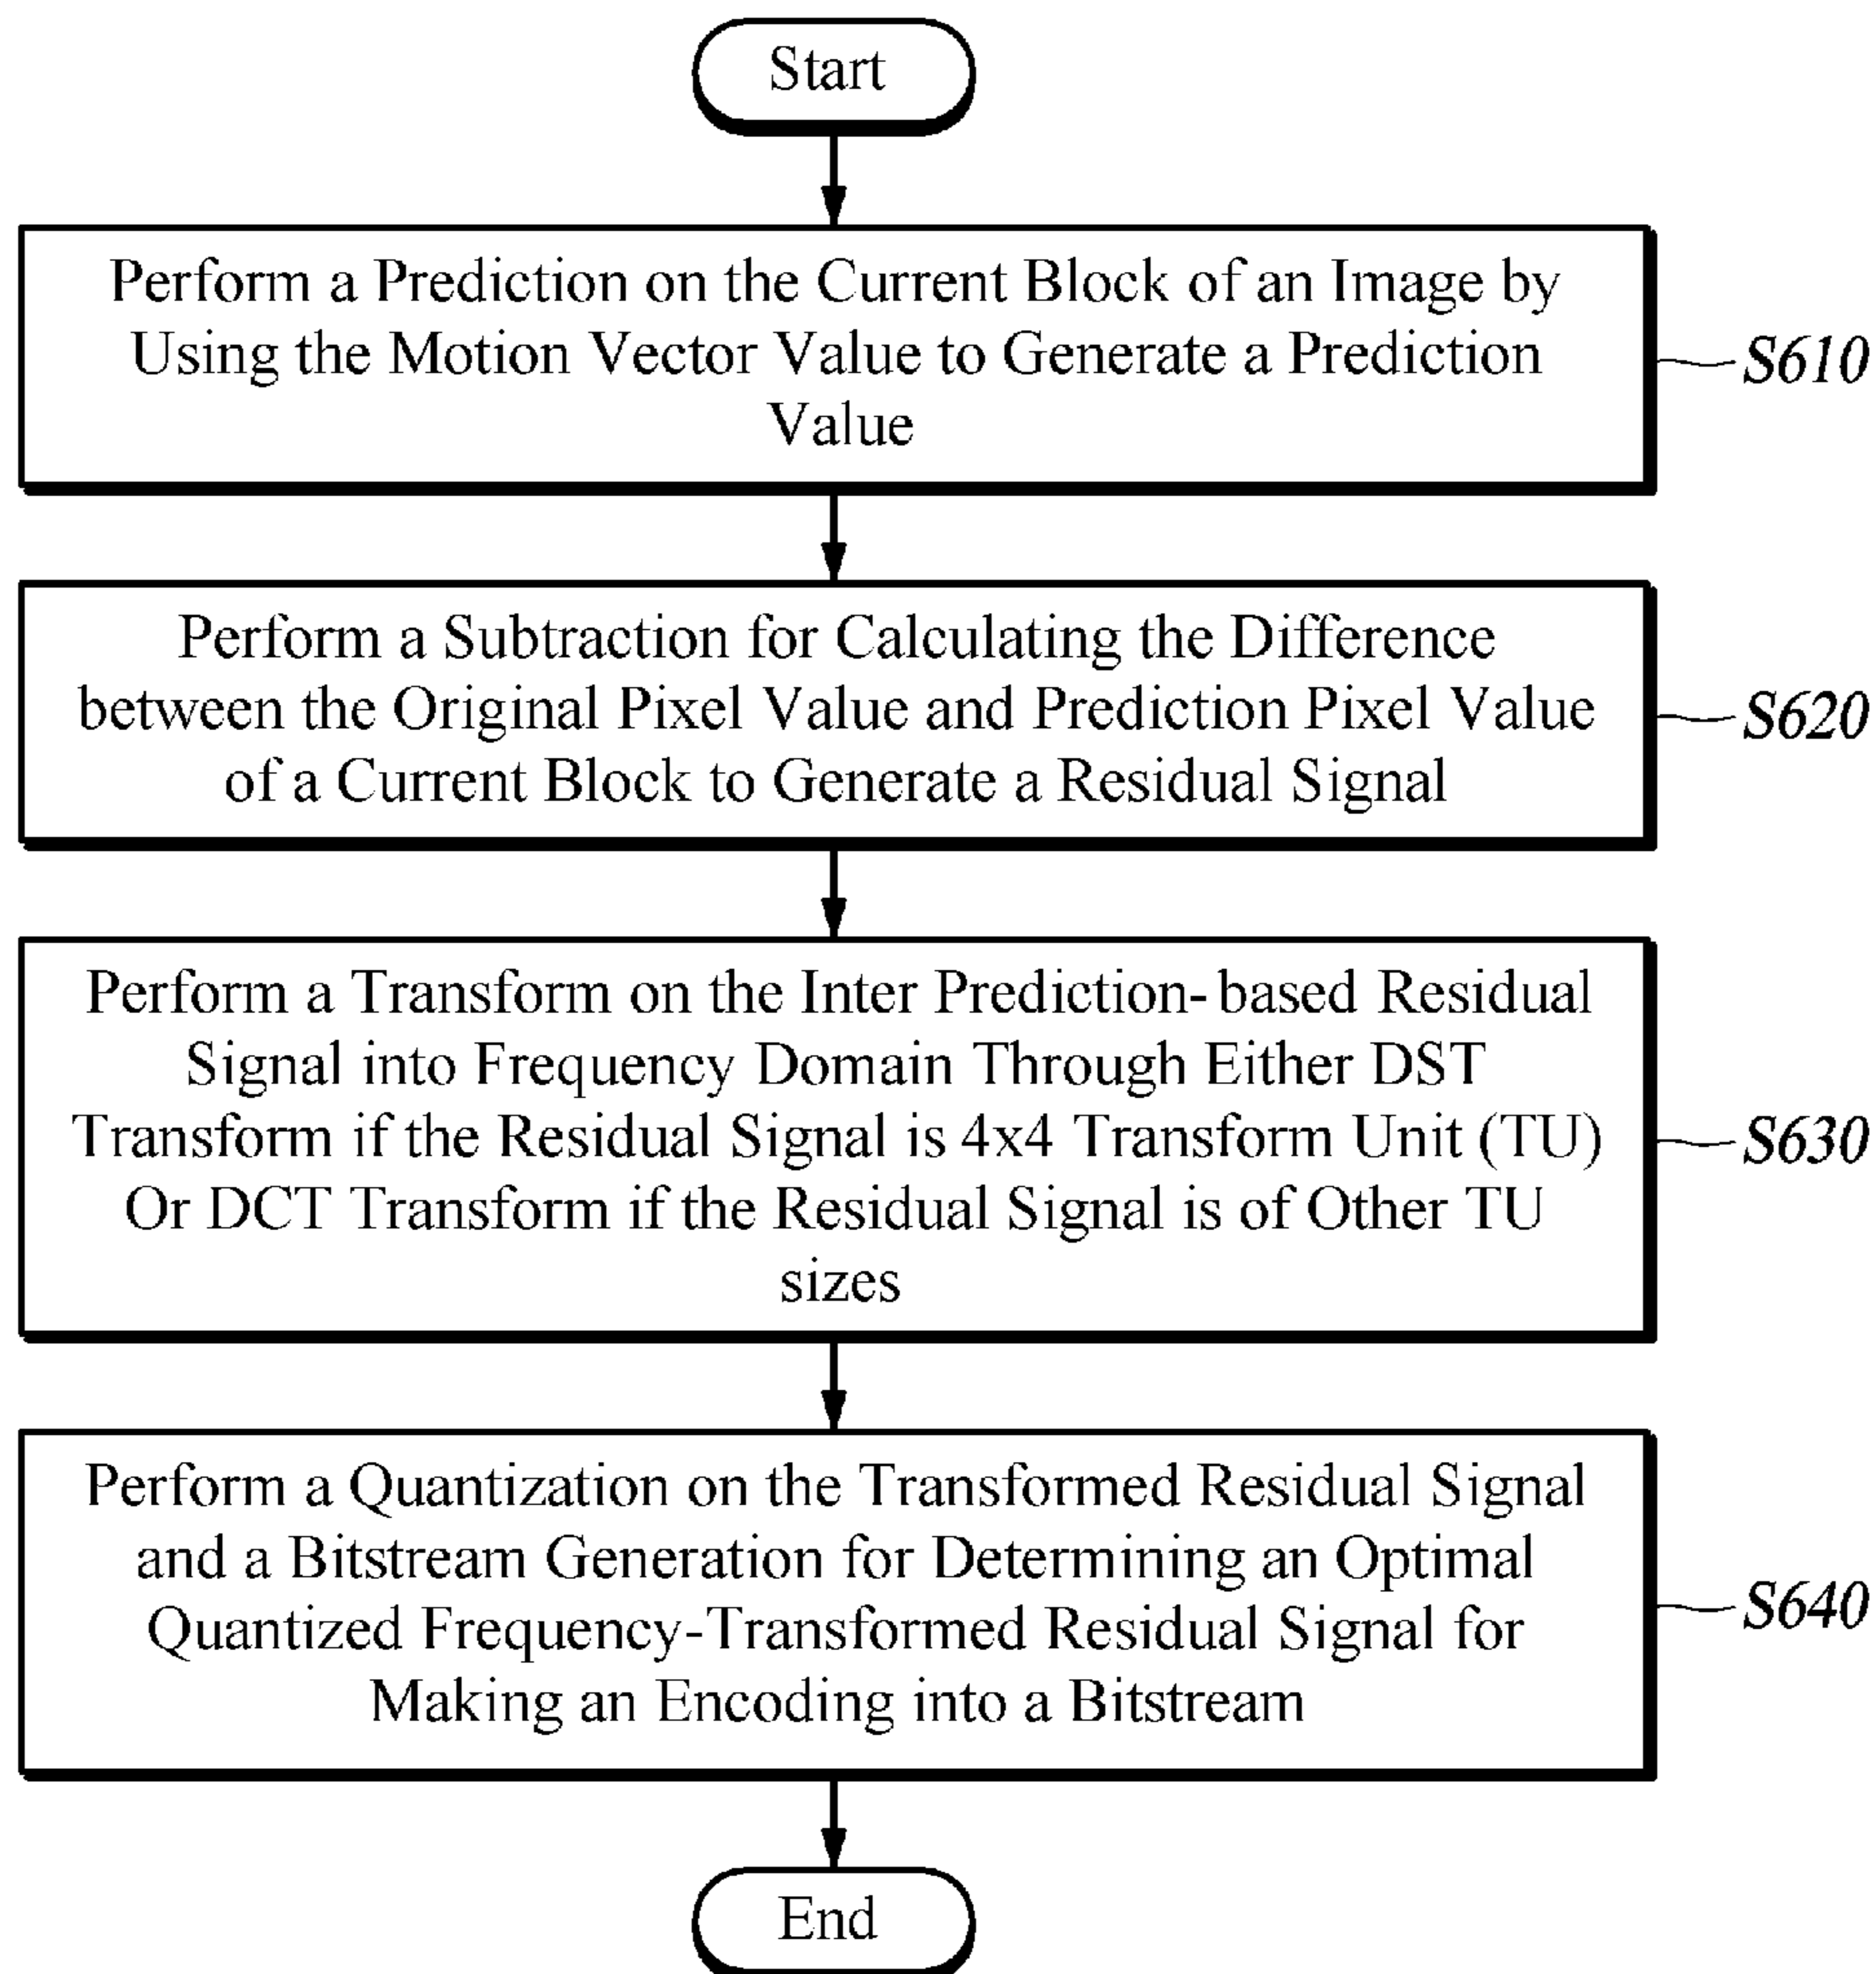 Start
Perform a Prediction on the Current Block of an Image by
Using the Motion Vector Value to Generate a Prediction
Value
S610
Perform a Subtraction for Calculating the Difference
between the Original Pixel Value and Prediction Pixel Value
of a Current Block to Generate a Residual Signal
S620
Perform a Transform on the Inter Prediction-based Residual
Signal into Frequency Domain Through Either DST
Transform if the Residual Signal is 4x4 Transform Unit (TU)
Or DCT Transform if the Residual Signal is of Other TU
sizes
S630
Perform a Quantization on the Transformed Residual Signal
and a Bitstream Generation for Determining an Optimal
Quantized Frequency-Transformed Residual Signal for
Making an Encoding into a Bitstream
S640
End